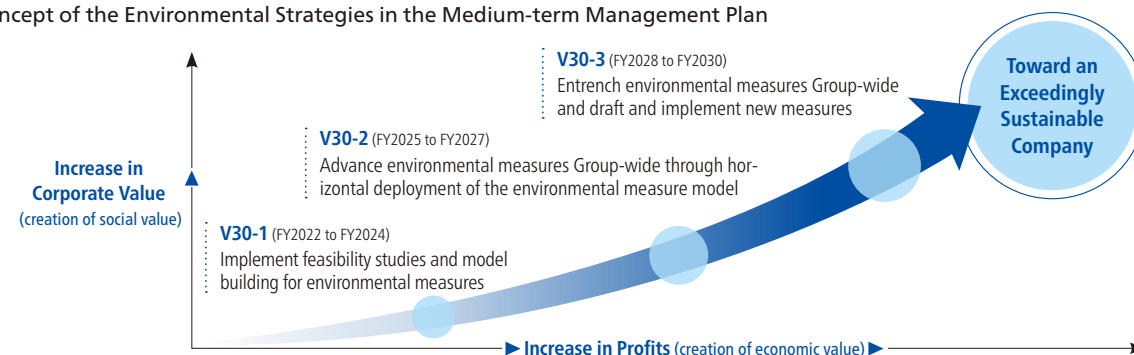 ncept of the Environmental Strategies in the Medium-term Management Plan
V30-3 (FY2028 to FY2030)
Entrench environmental measures Group-wide
and draft and implement new measures
Toward an
Exceedingly
Sustainable
Company
V30-2 (FY2025 to FY2027)
Advance environmental measures Group-wide through hor-
izontal deployment of the environmental measure model
Increase in
Corporate Value
(creation of social value)
V30-1 (FY2022 to FY2024)
Implement feasibility studies and model
building for environmental measures
Increase in Profits (creation of economic value)